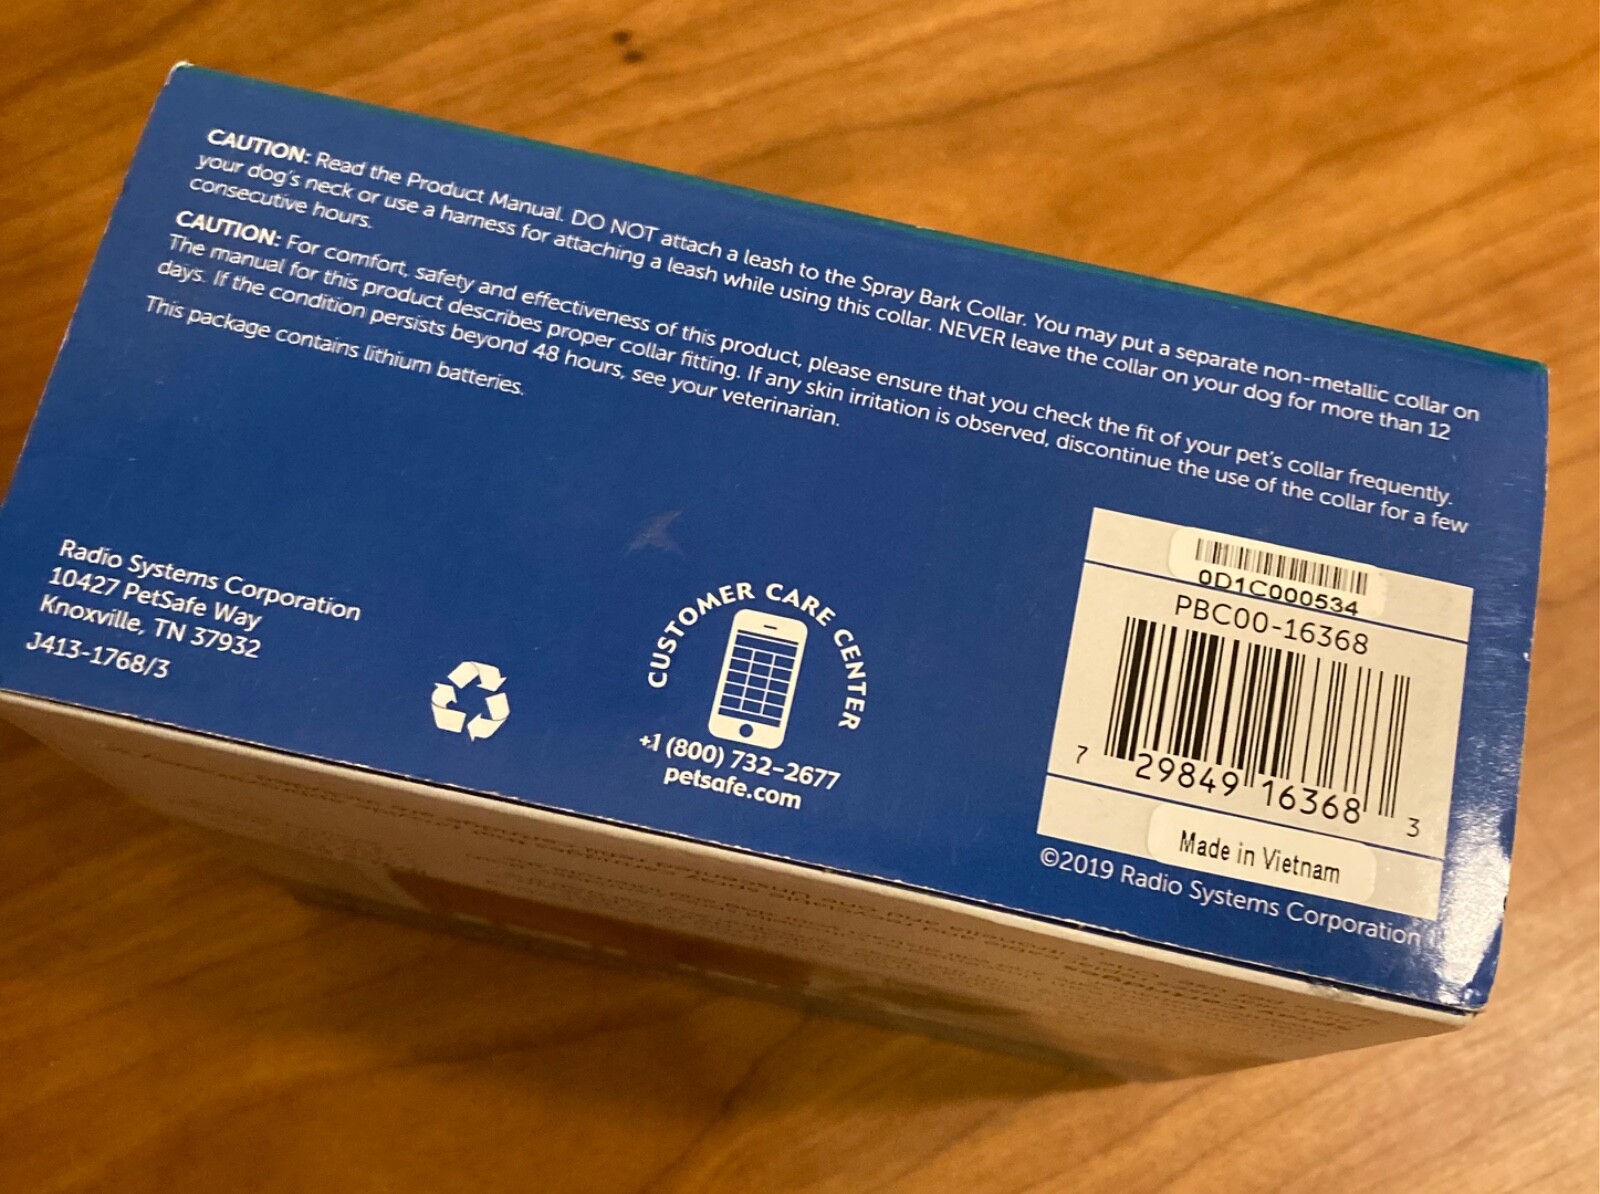 CAUTION: Read the Product Manual. DO NOT attach a leash to the Spray Bark Collar. You may put a separate non-metallic collar on
your dog's neck or use a harness for attaching a leash while using this collar. NEVER leave the collar on your dog for more than 12
consecutive hours.
CAUTION: For comfort, safety and effectiveness of this product, please ensure that you check the fit of your pet's collar frequently.
The manual for this product describes proper collar fitting. If any skin irritation is observed, discontinue the use of the collar for a few
days. If the condition persists beyond 48 hours, see your veterinarian.
This package contains lithium batteries.
Radio Systems Corporation
10427 PetSafe Way
Knoxville, TN 37932
J413-1768/3
CUSTOMER CARE CENTER
+1 (800) 732-2677
petsafe.com
0D1C000534
PBC00-16368
7 29849 16368 3
Made in Vietnam
©2019 Radio Systems Corporation